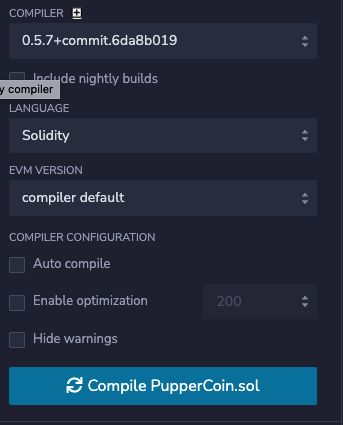 COMPILER
0.5.7+commit.6da8b019
Include nightly builds
y compiler
LANGUAGE
Solidity
EVM VERSION
compiler default
COMPILER CONFIGURATION
Auto compile
Enable optimization
200
Hide warnings
Compile PupperCoin.sol